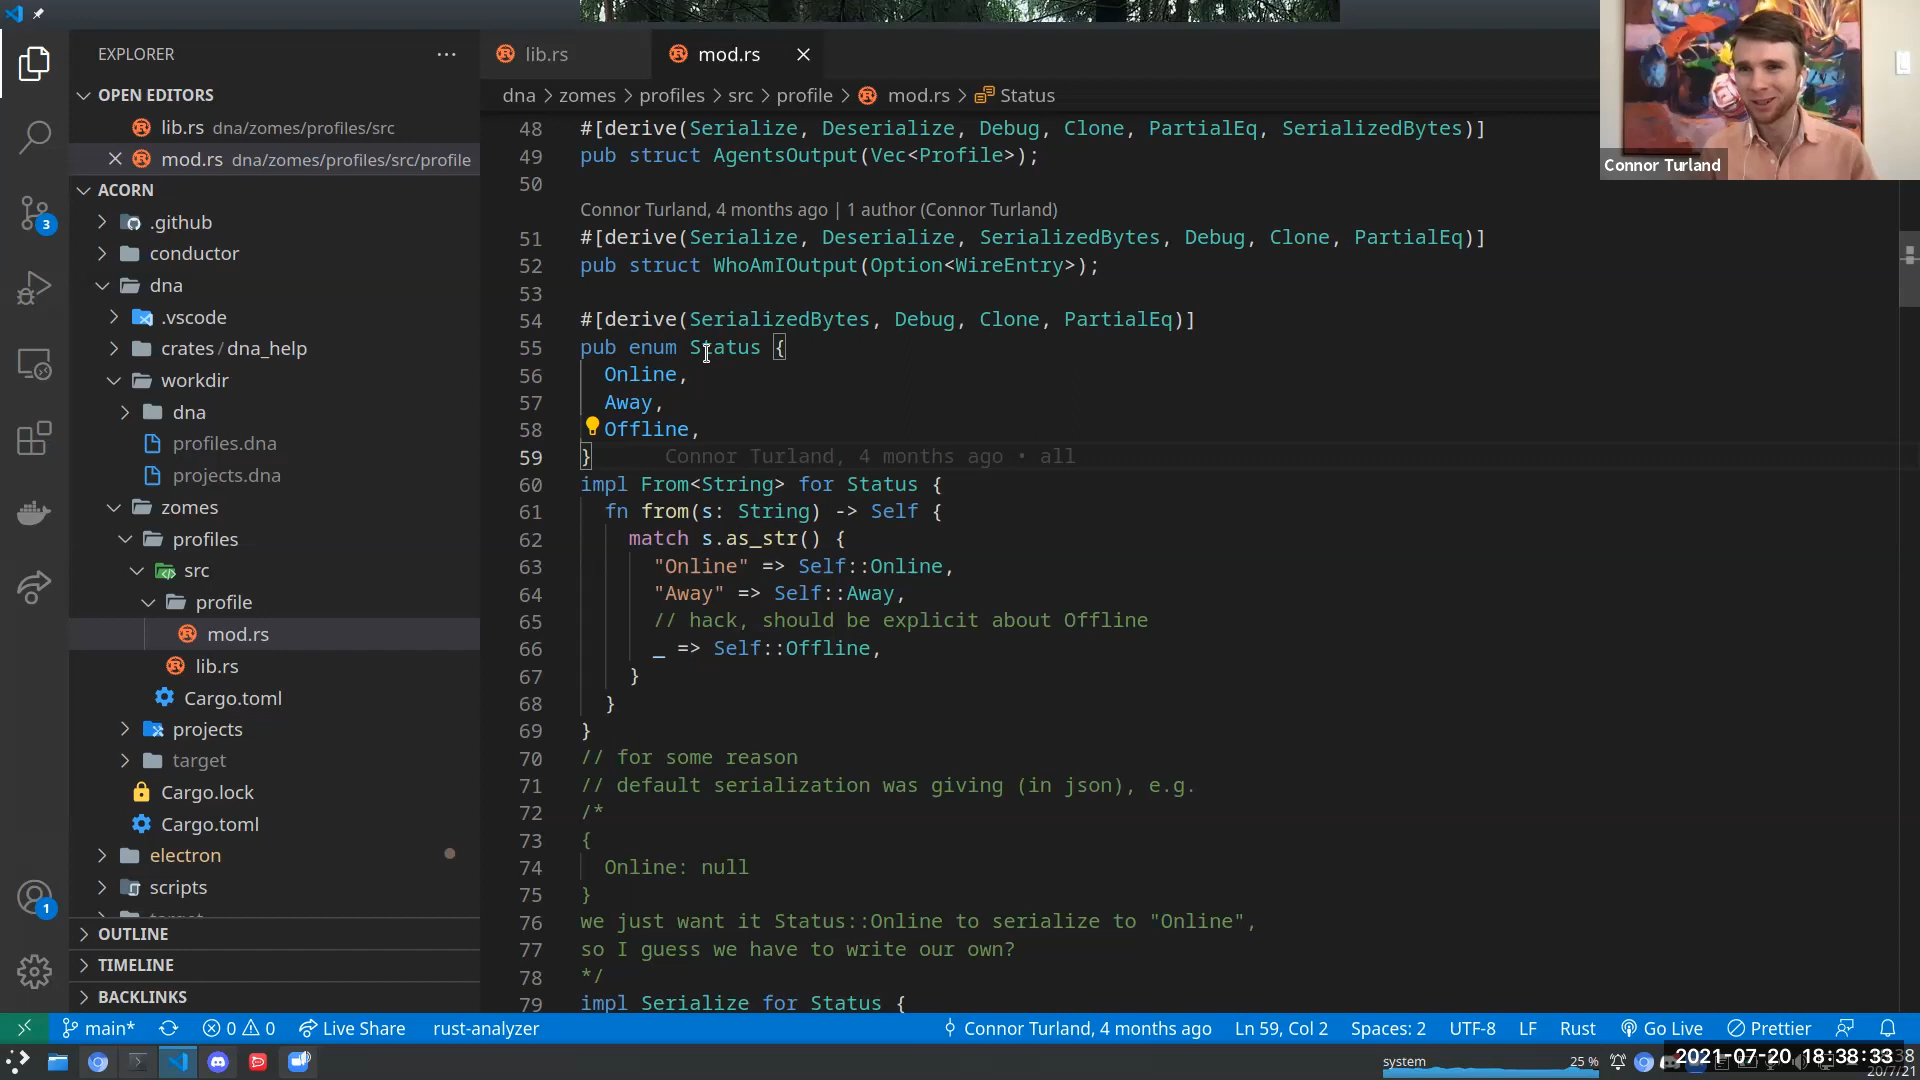 EXPLORER
OPEN EDITORS
lib.rs dna/zomes/profiles/src
mod.rs dna/zomes/profiles/src/profile
ACORN
.github
conductor
dna
.vscode
crates / dna_help
workdir
dna
profiles.dna
projects.dna
zomes
profiles
src
profile
mod.rs
lib.rs
Cargo.toml
projects
target
Cargo.lock
Cargo.toml
electron
scripts
OUTLINE
TIMELINE
BACKLINKS
3
1
lib.rs mod.rs
dna > zomes > profiles > src > profile > mod.rs > Status
48 #[derive(Serialize, Deserialize, Debug, Clone, PartialEq, SerializedBytes)]
49 pub struct AgentsOutput(Vec<Profile>);
50
Connor Turland, 4 months ago | 1 author (Connor Turland)
51 #[derive(Serialize, Deserialize, SerializedBytes, Debug, Clone, PartialEq)]
52 pub struct WhoAmIOutput(Option<WireEntry>);
53
54 #[derive(SerializedBytes, Debug, Clone, PartialEq)]
55 pub enum Status {
56 Online,
57 Away,
58 Offline,
59 } Connor Turland, 4 months ago • all
60 impl From<String> for Status {
61 fn from(s: String) -> Self {
62 match s.as_str() {
63 "Online" => Self::Online,
64 "Away" => Self::Away,
65 // hack, should be explicit about Offline
66 _ => Self::Offline,
67 }
68 }
69 }
70 // for some reason
71 // default serialization was giving (in json), e.g.
72 /*
73 {
74 Online: null
75 }
76 we just want it Status::Online to serialize to "Online",
77 so I guess we have to write our own?
78 */
79 impl Serialize for Status {
Connor Turland
main* 0 0 Live Share rust-analyzer Connor Turland, 4 months ago Ln 59, Col 2 Spaces: 2 UTF-8 LF Rust Go Live Prettier
system 25 % 2021-07-20 18:38:33
20/7/21